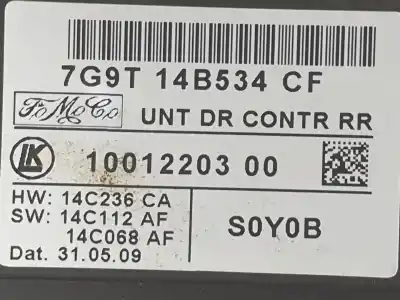 7G9T 14B534 CF
FoMoCo UNT DR CONTR RR
LK 10012203 00
HW: 14C236 CA
SW: 14C112 AF
14C068 AF
Dat. 31.05.09
S0Y0B